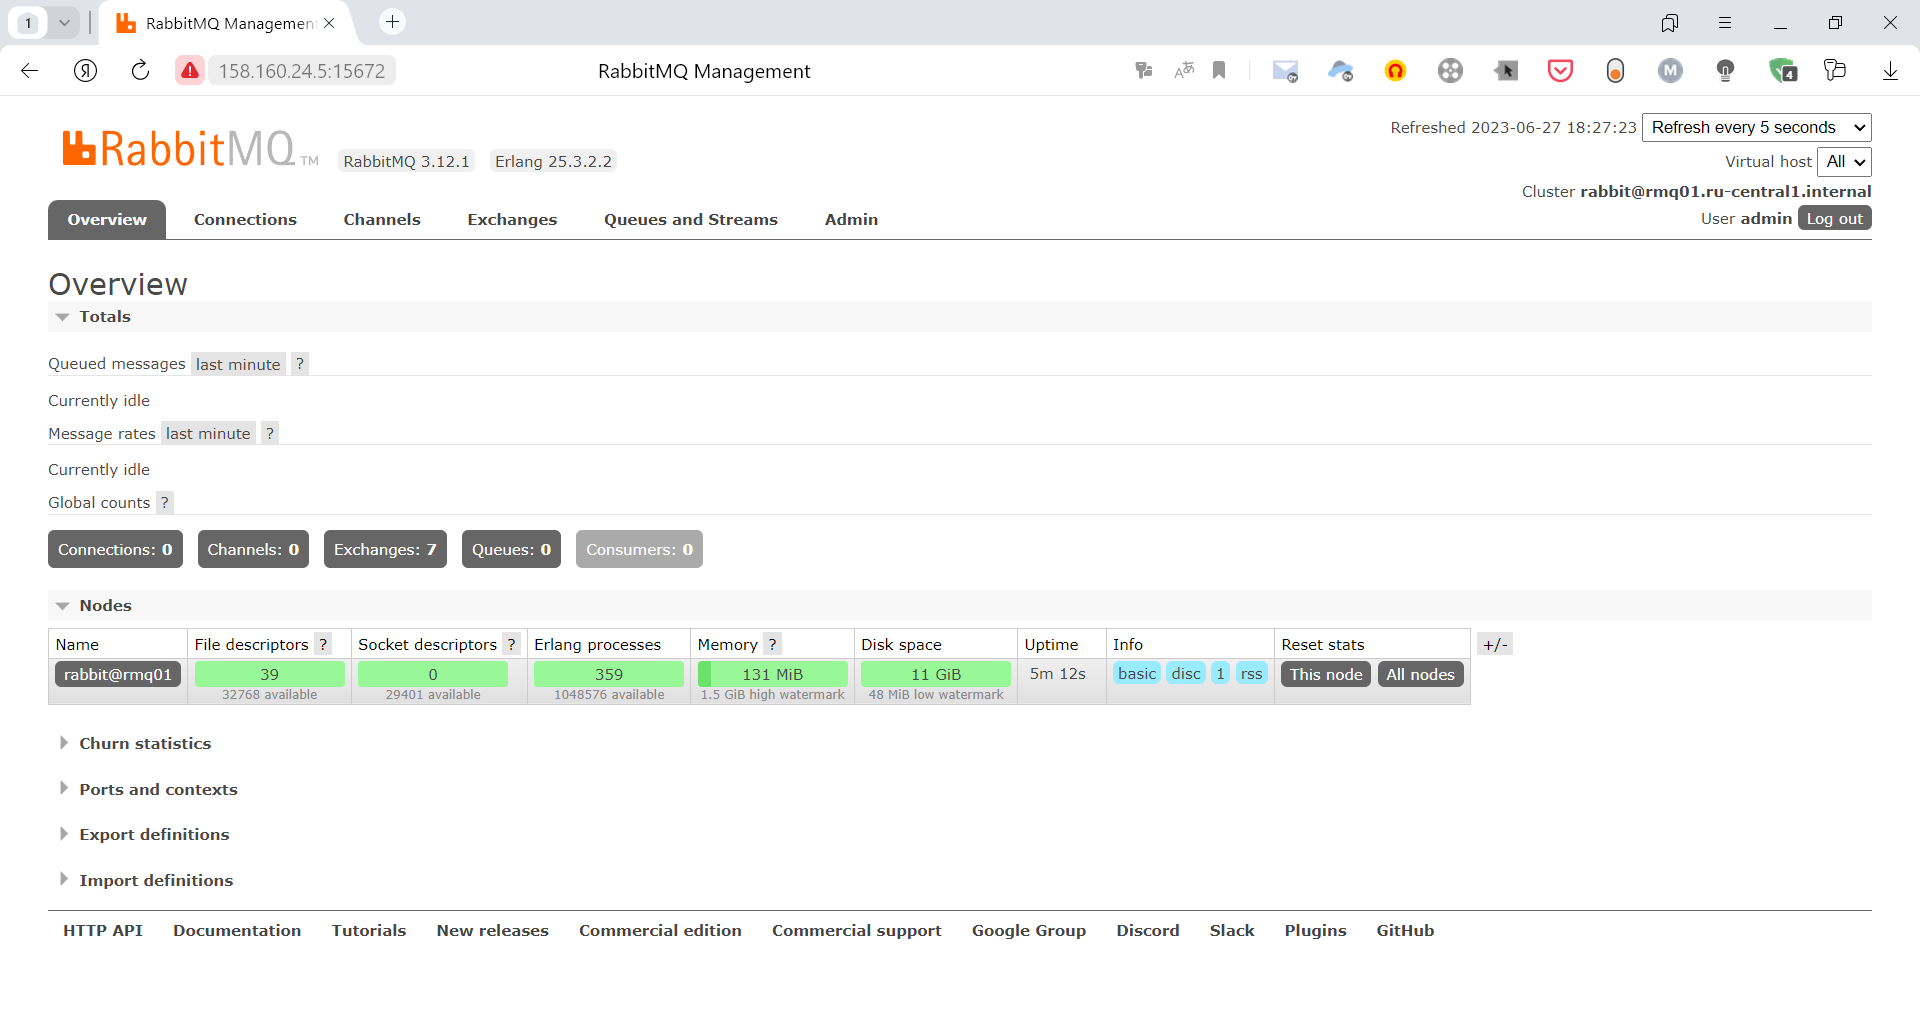 1
RabbitMQ Management
158.160.24.5:15672
RabbitMQ Management
4
RabbitMQ TM
RabbitMQ 3.12.1
Erlang 25.3.2.2
Refreshed 2023-06-27 18:27:23 Refresh every 5 seconds
Virtual host All
Cluster rabbit@rmq01.ru-central1.internal
User admin Log out
Overview Connections Channels Exchanges Queues and Streams Admin
Overview
Totals
Queued messages last minute ?
Currently idle
Message rates last minute ?
Currently idle
Global counts ?
Connections: 0 Channels: 0 Exchanges: 7 Queues: 0 Consumers: 0
Nodes
Name File descriptors ? Socket descriptors ? Erlang processes Memory ? Disk space Uptime Info Reset stats +/-
rabbit@rmq01 39 0 359 131 MiB 11 GiB 5m 12s basic disc 1 rss This node All nodes
32768 available 29401 available 1048576 available 1.5 GiB high watermark 48 MiB low watermark
Churn statistics
Ports and contexts
Export definitions
Import definitions
HTTP API Documentation Tutorials New releases Commercial edition Commercial support Google Group Discord Slack Plugins GitHub